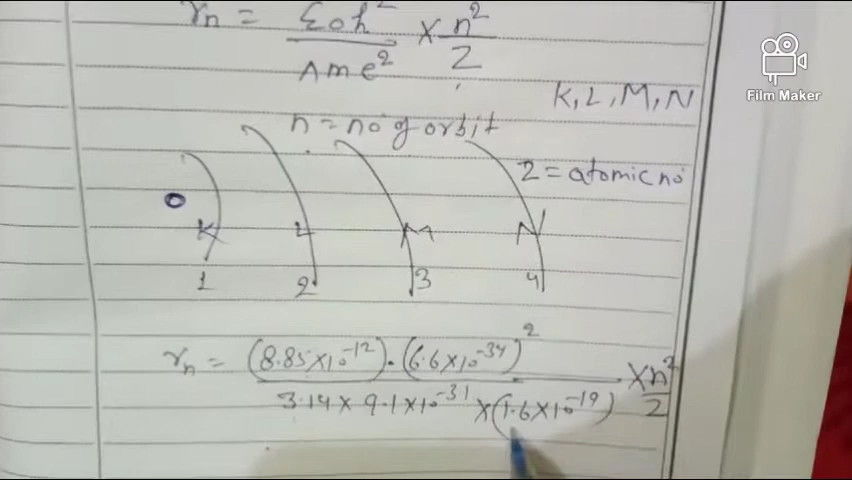 rn = ε0h² / πme² × n²/Z
Film Maker
K, L, M, N
n = no of orbit
Z = atomic no
K L M N
1 2 3 4
rn = (8.85×10⁻¹²).(6.6×10⁻³⁴)² / 3.14×9.1×10⁻³¹×(1.6×10⁻¹⁹) × n²/Z